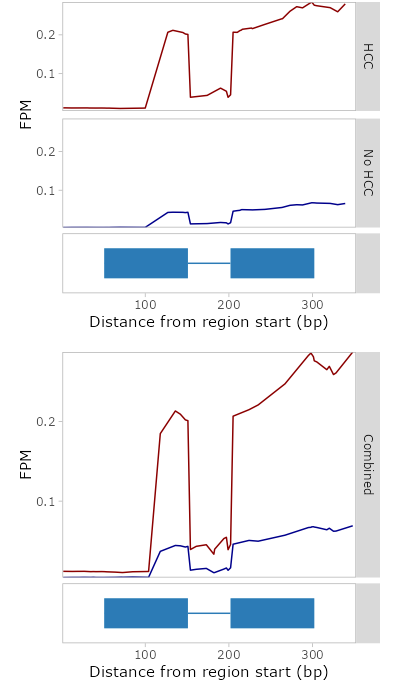 0.2
0.1
HCC
FPM
0.2
0.1
No HCC
100 200 300
Distance from region start (bp)
0.2
0.1
FPM
Combined
100 200 300
Distance from region start (bp)